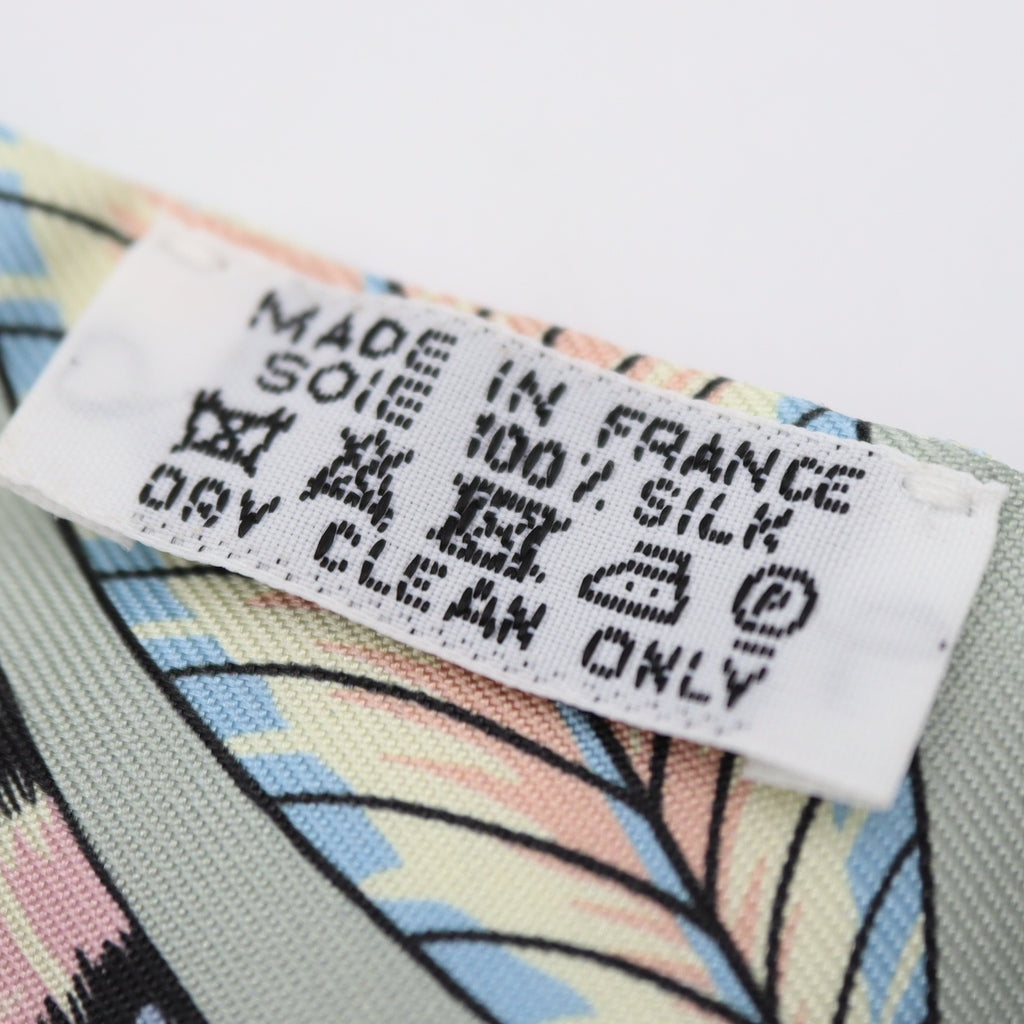 MADE IN FRANCE
SOIE 100% SILK
P
DRY CLEAN ONLY